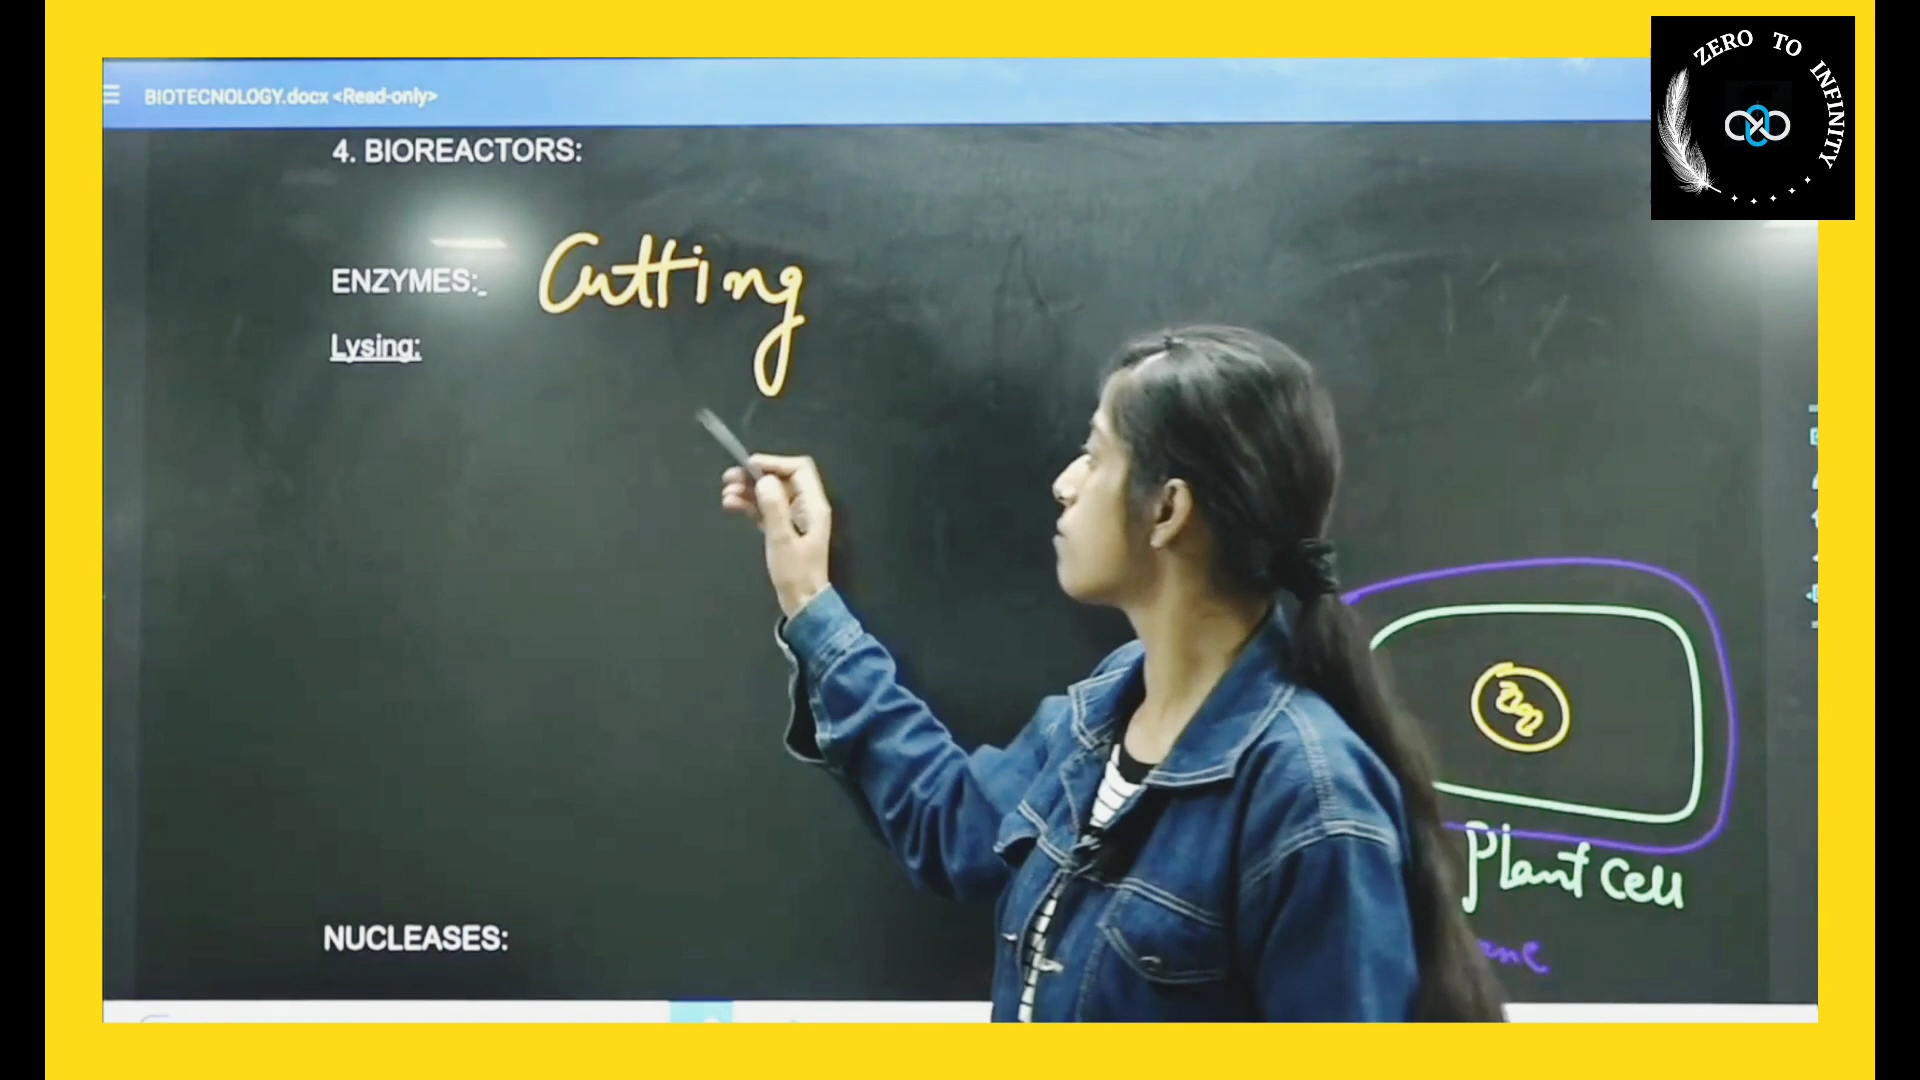 ZERO TO INFINITY
BIOTECNOLOGY.docx <Read-only>
4. BIOREACTORS:
ENZYMES:_ Cutting
Lysing:
Plant Cell
NUCLEASES: